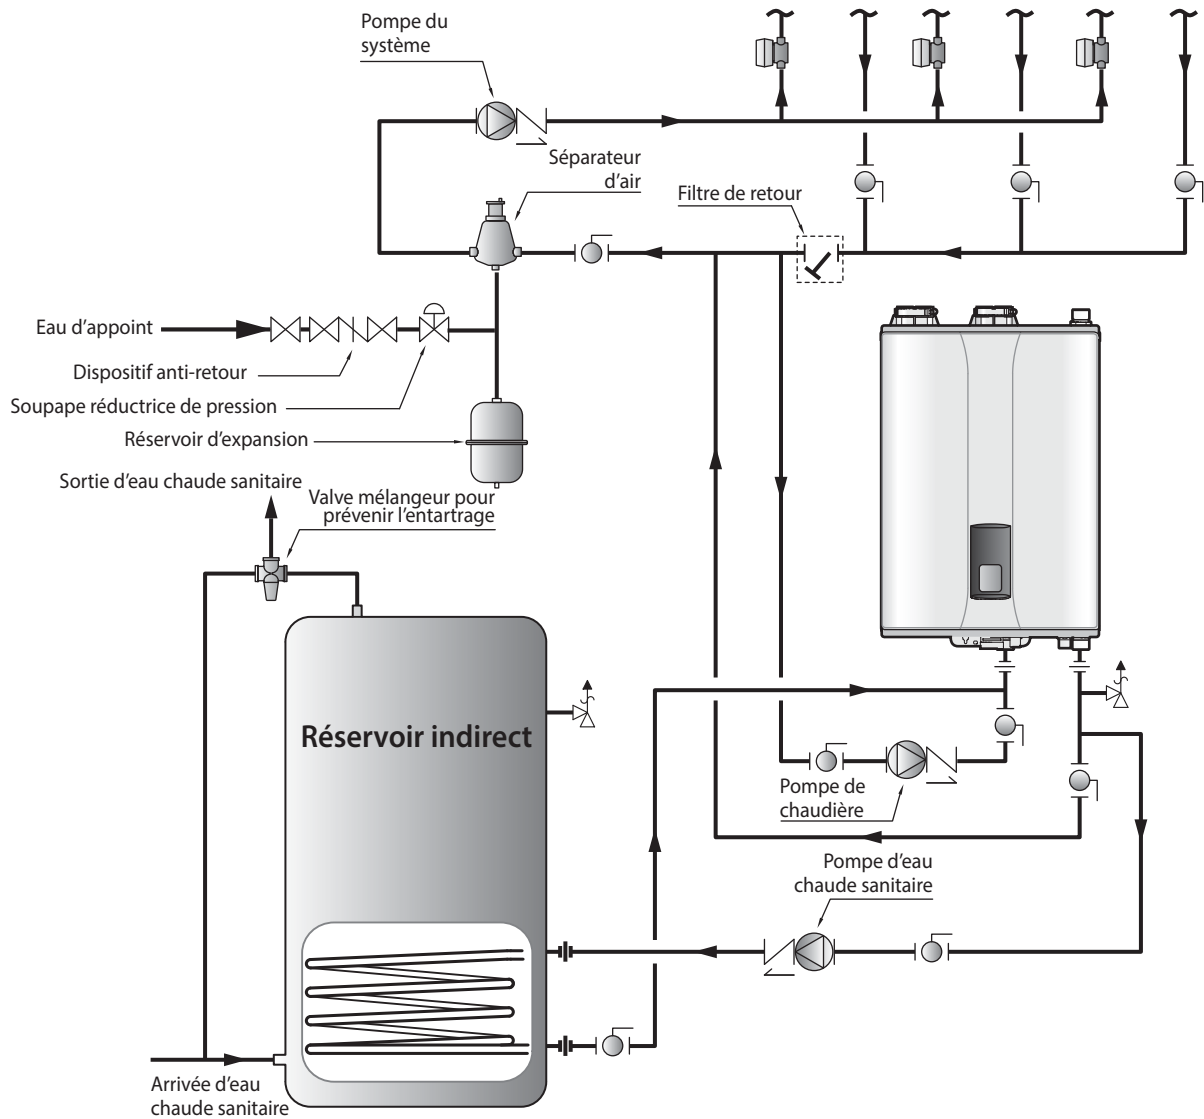 Pompe du
système
Séparateur
d'air
Filtre de retour
Eau d'appoint
Dispositif anti-retour
Soupape réductrice de pression
Réservoir d'expansion
Sortie d'eau chaude sanitaire
Valve mélangeur pour
prévenir l'entartrage
Réservoir indirect
Pompe de
chaudière
Pompe d'eau
chaude sanitaire
Arrivée d'eau
chaude sanitaire